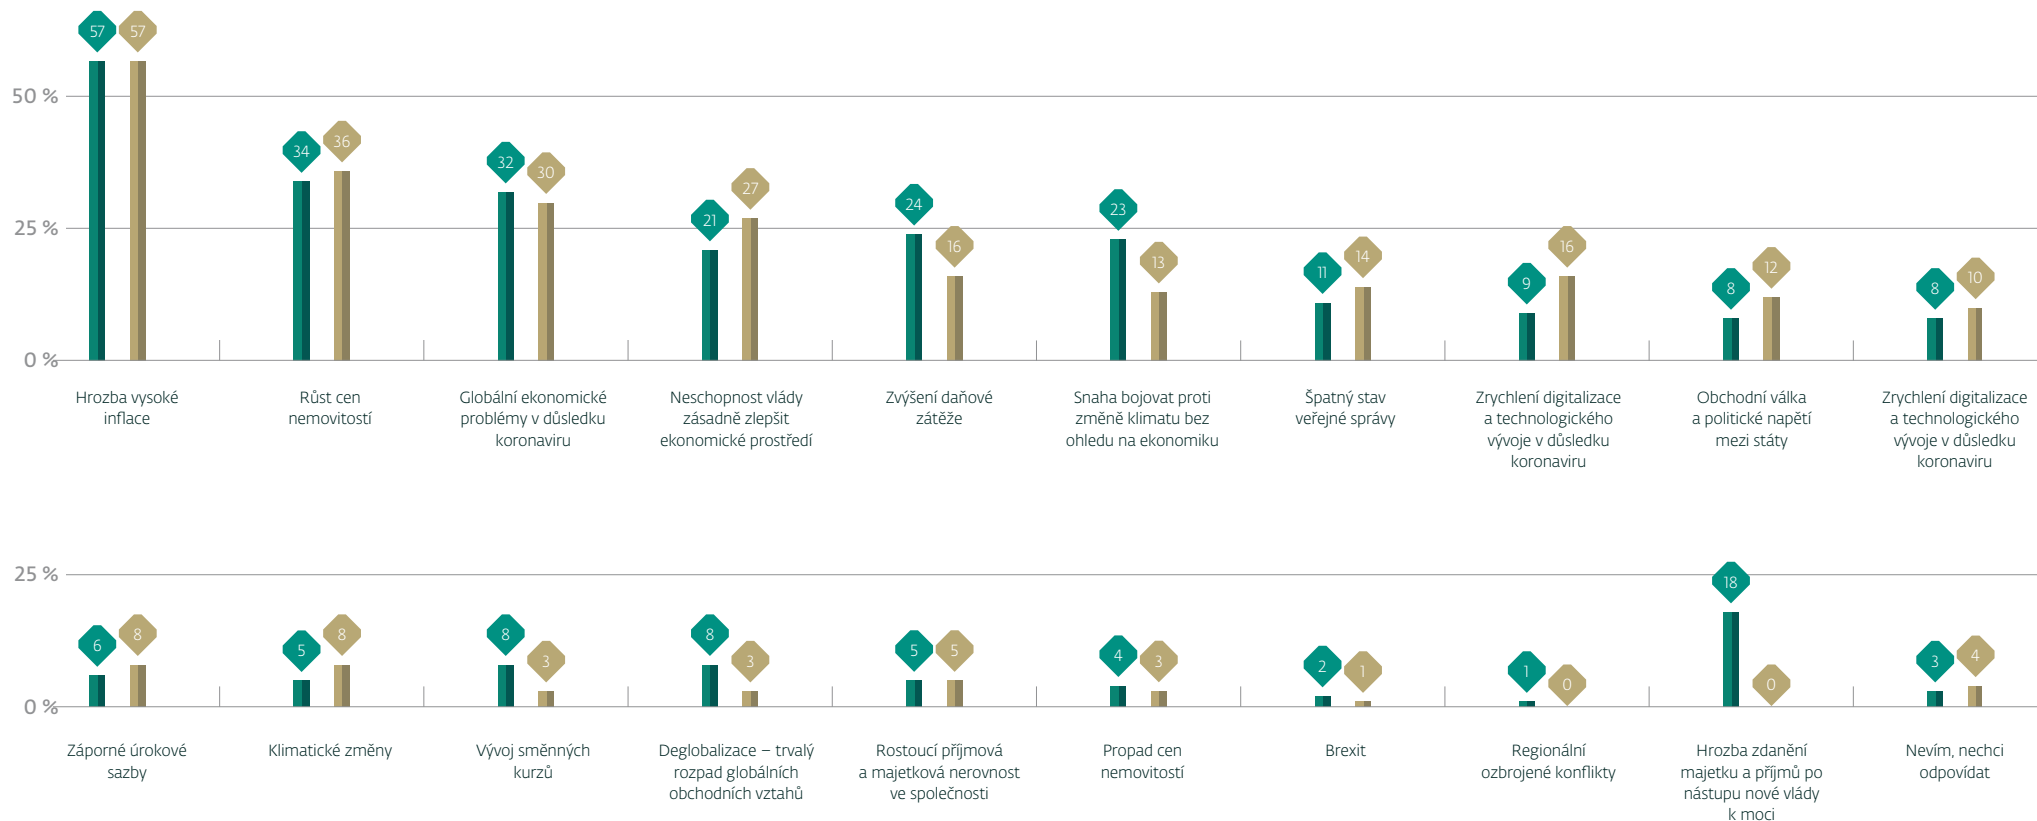 57 57
50 %
34 36
32 30
21 27
24 16
23 13
11 14
9 16
8 12
8 10
25 %
0 %
Hrozba vysoké
inflace
Růst cen
nemovitostí
Globální ekonomické
problémy v důsledku
koronaviru
Neschopnost vlády
zásadně zlepšit
ekonomické prostředí
Zvýšení daňové
zátěže
Snaha bojovat proti
změně klimatu bez
ohledu na ekonomiku
Špatný stav
veřejné správy
Zrychlení digitalizace
a technologického
vývoje v důsledku
koronaviru
Obchodní válka
a politické napětí
mezi státy
Zrychlení digitalizace
a technologického
vývoje v důsledku
koronaviru
25 %
6 8
5 8
8 3
8 3
5 5
4 3
2 1
1 0
18 0
3 4
0 %
Záporné úrokové
sazby
Klimatické změny
Vývoj směnných
kurzů
Deglobalizace – trvalý
rozpad globálních
obchodních vztahů
Rostoucí příjmová
a majetková nerovnost
ve společnosti
Propad cen
nemovitostí
Brexit
Regionální
ozbrojené konflikty
Hrozba zdanění
majetku a příjmů po
nástupu nové vlády
k moci
Nevím, nechci
odpovídat